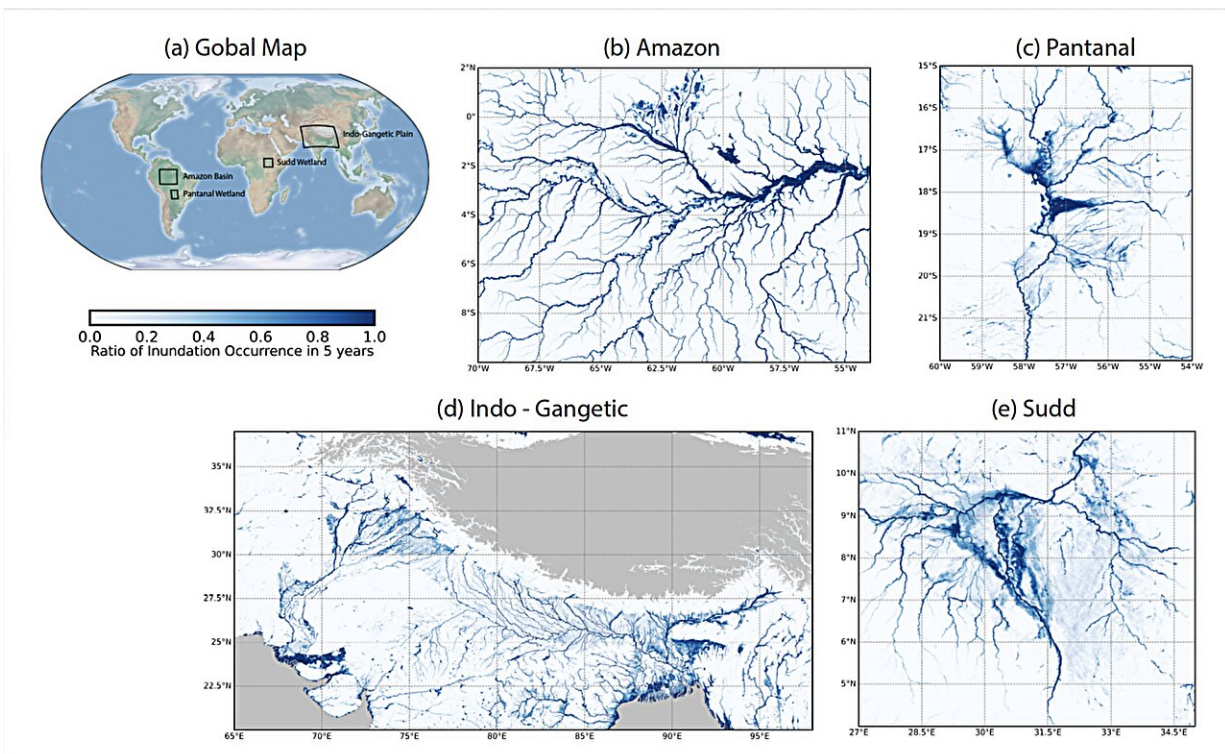 (a) Gobal Map
Indo-Gangetic Plain
Sudd Wetland
Amazon Basin
Pantanal Wetland
0.0 0.2 0.4 0.6 0.8 1.0
Ratio of Inundation Occurrence in 5 years
(b) Amazon
2°N
0°
2°S
4°S
6°S
8°S
70°W 67.5°W 65°W 62.5°W 60°W 57.5°W 55°W
(c) Pantanal
15°S
16°S
17°S
18°S
19°S
20°S
21°S
60°W 59°W 58°W 57°W 56°W 55°W 54°W
(d) Indo - Gangetic
35°N
32.5°N
30°N
27.5°N
25°N
22.5°N
65°E 70°E 75°E 80°E 85°E 90°E 95°E
(e) Sudd
11°N
10°N
9°N
8°N
7°N
6°N
5°N
27°E 28.5°E 30°E 31.5°E 33°E 34.5°E